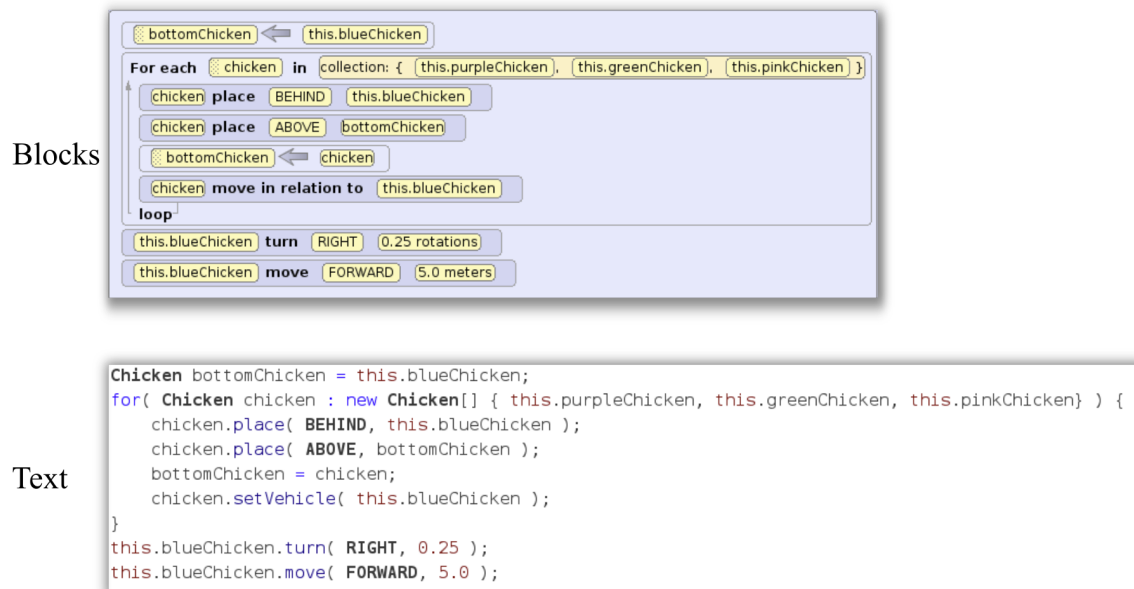 bottomChicken this.blueChicken
For each chicken in collection: { this.purpleChicken, this.greenChicken, this.pinkChicken }
chicken place BEHIND this.blueChicken
chicken place ABOVE bottomChicken
Blocks
bottomChicken chicken
chicken move in relation to this.blueChicken
loop
this.blueChicken turn RIGHT 0.25 rotations
this.blueChicken move FORWARD 5.0 meters
Chicken bottomChicken = this.blueChicken;
for( Chicken chicken : new Chicken[] { this.purpleChicken, this.greenChicken, this.pinkChicken} ) {
chicken.place( BEHIND, this.blueChicken );
chicken.place( ABOVE, bottomChicken );
Text
bottomChicken = chicken;
chicken.setVehicle( this.blueChicken );
}
this.blueChicken.turn( RIGHT, 0.25 );
this.blueChicken.move( FORWARD, 5.0 );